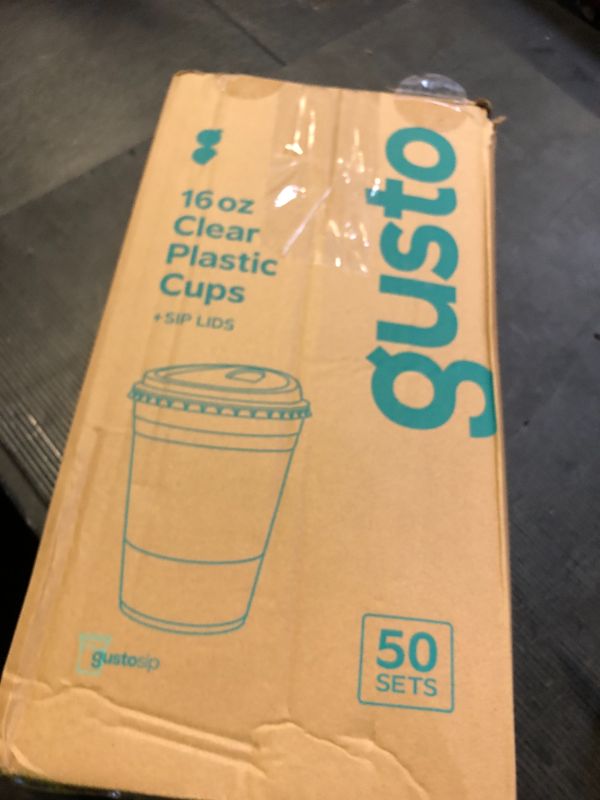 16 oz
Clear
Plastic
Cups
+ SIP LIDS
gusto
gustosip
50
SETS